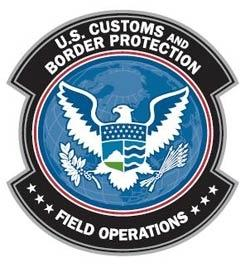 U.S. CUSTOMS AND
BORDER PROTECTION
FIELD OPERATIONS